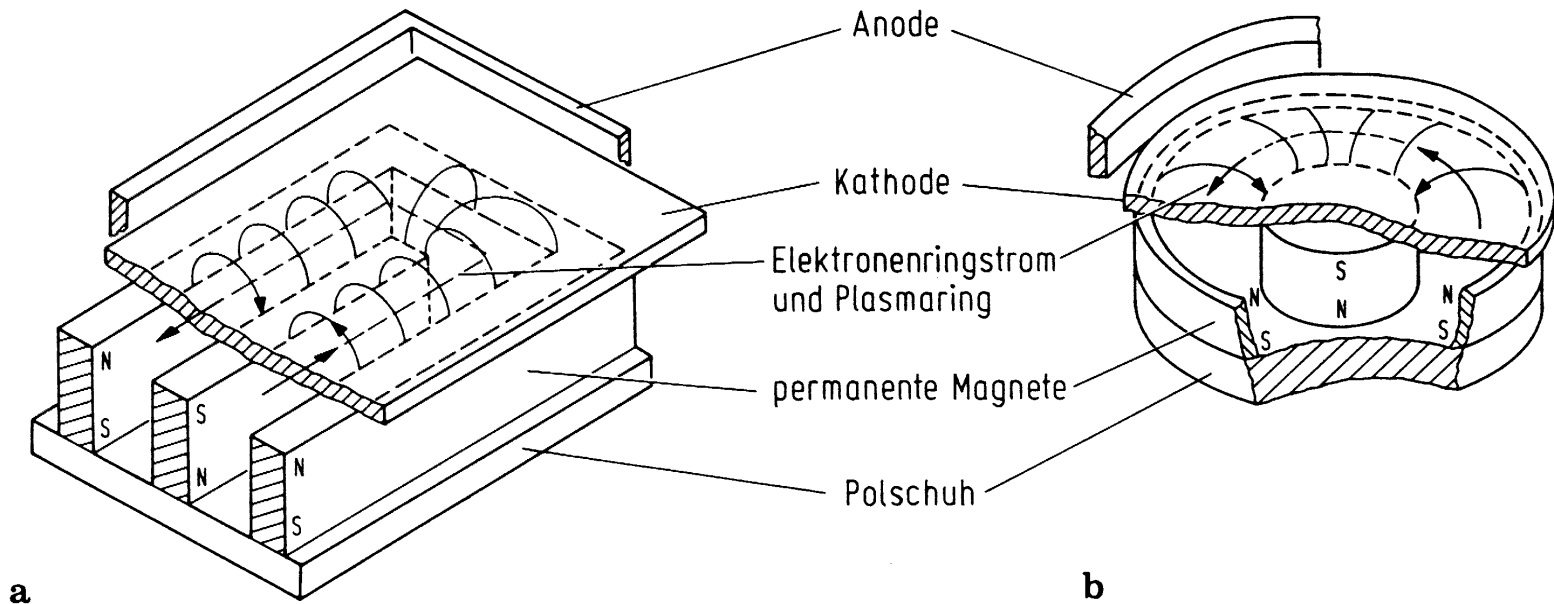 Anode
Kathode
Elektronenringstrom
und Plasmaring
permanente Magnete
Polschuh
N
S
S
N
N
S
S
N
N
S
N
S
a
b